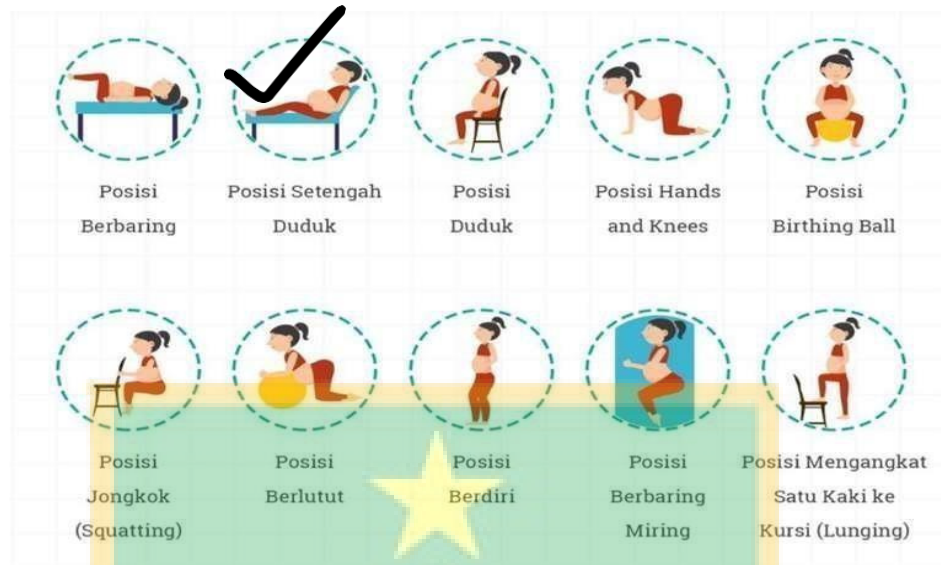 Posisi
Berbaring
Posisi Setengah
Duduk
Posisi
Duduk
Posisi Hands
and Knees
Posisi
Birthing Ball
Posisi
Jongkok
(Squatting)
Posisi
Berlutut
Posisi
Berdiri
Posisi
Berbaring
Miring
Posisi Mengangkat
Satu Kaki ke
Kursi (Lunging)